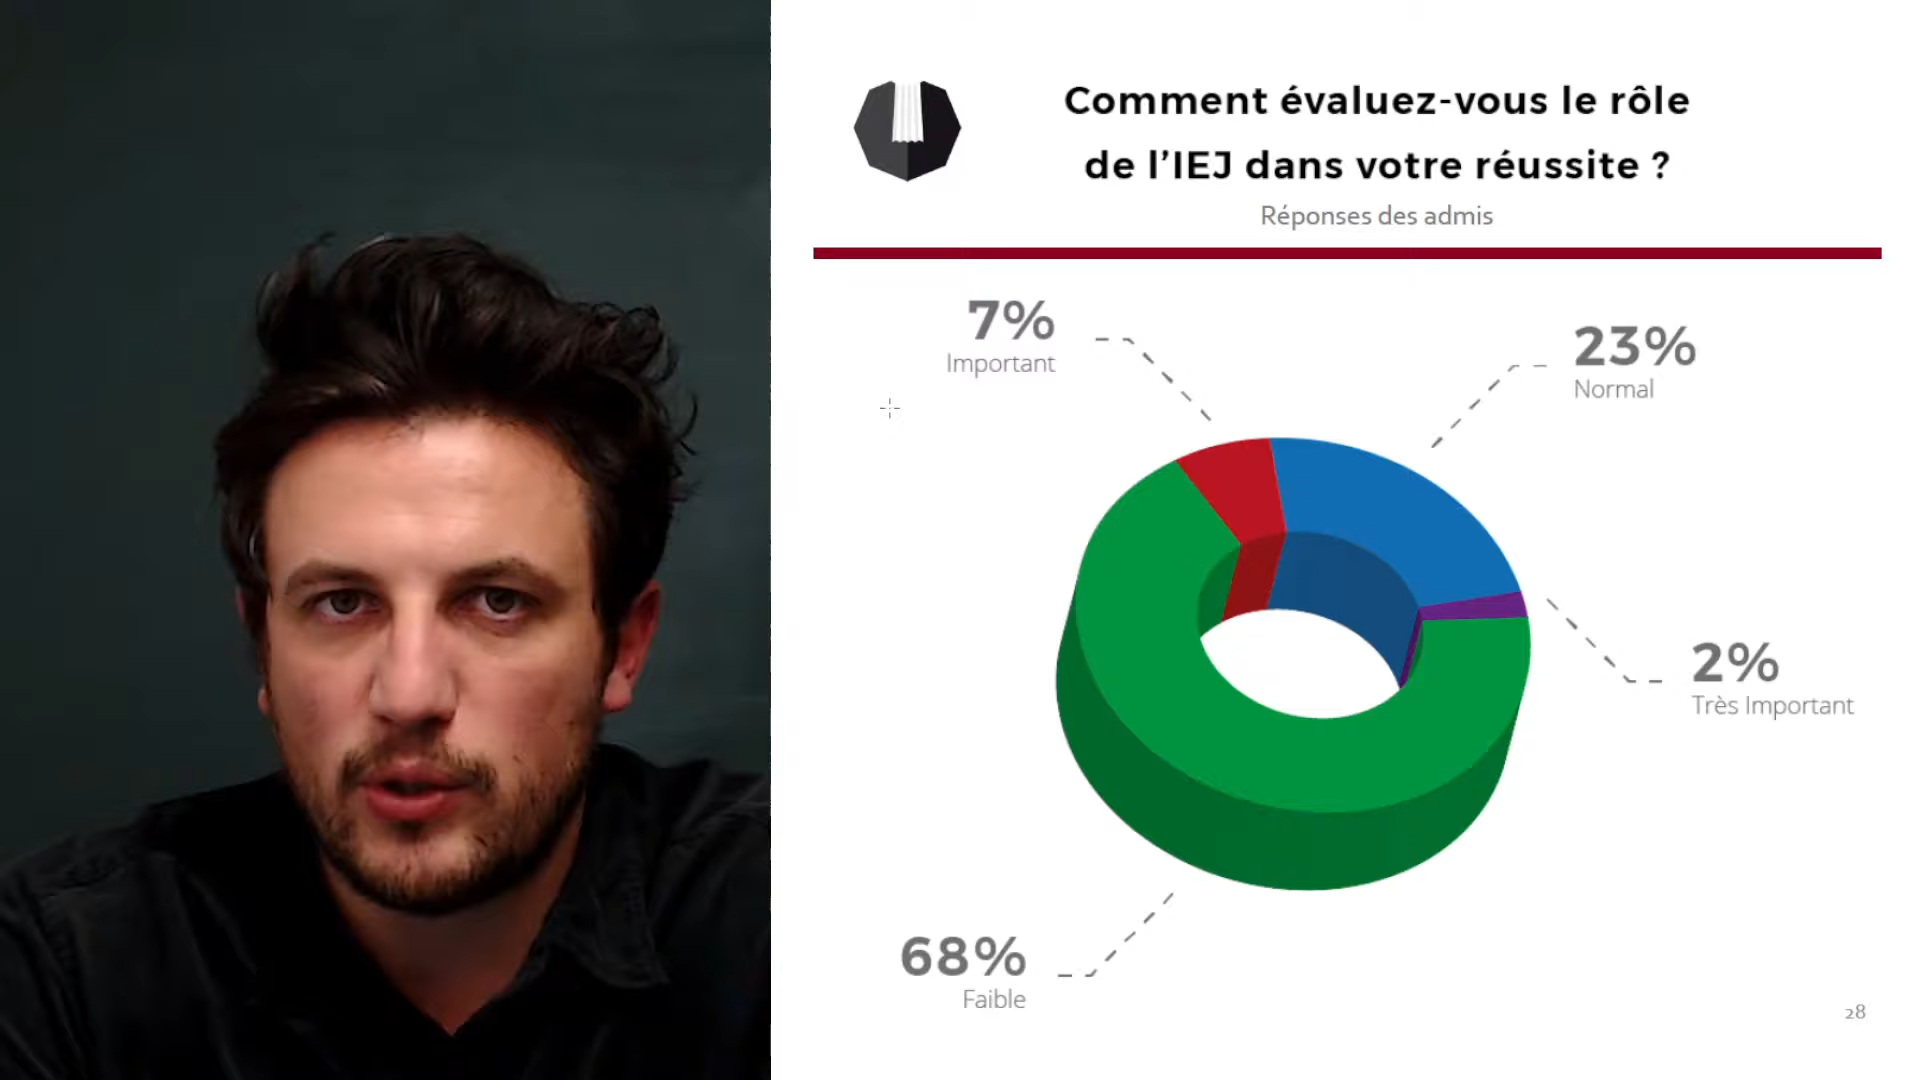 Comment évaluez-vous le rôle
de l’IEJ dans votre réussite ?
Réponses des admis
7%
Important
23%
Normal
2%
Très Important
68%
Faible
28